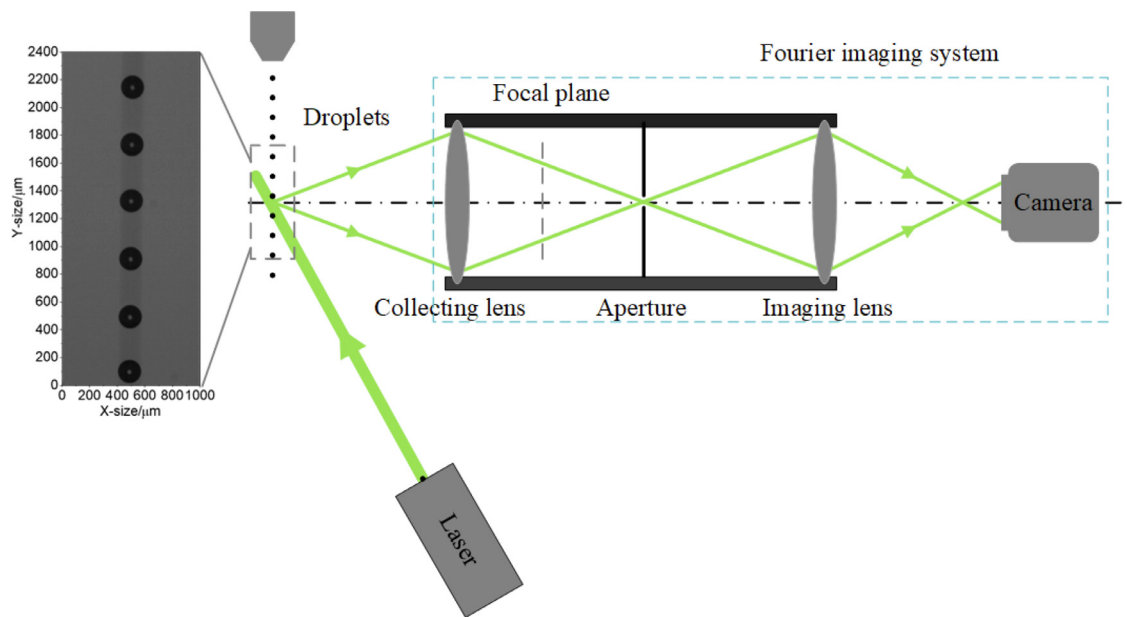 Fourier imaging system
Focal plane
Droplets
2400
2200
2000
1800
1600
1400
1200
1000
800
600
400
200
0
Y-size/μm
0 200 400 600 800 1000
X-size/μm
Camera
Collecting lens
Aperture
Imaging lens
Laser